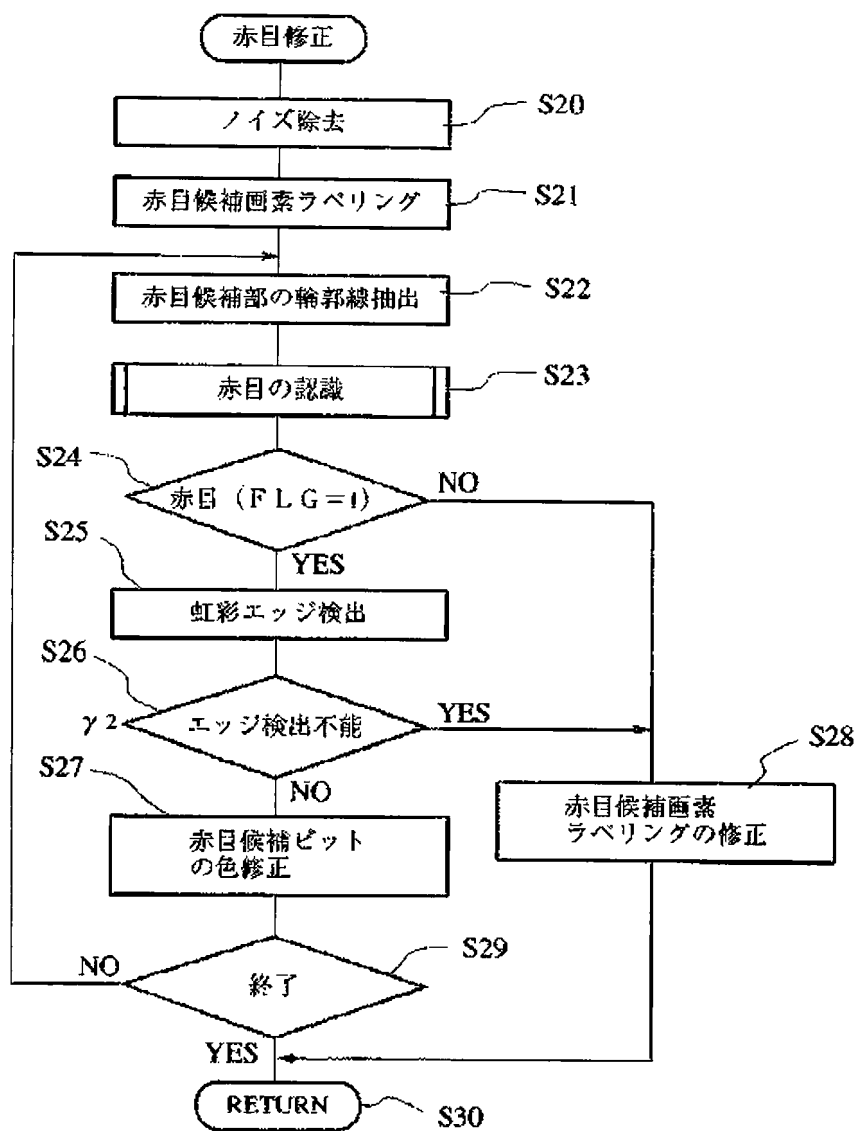 赤目修正
ノイズ除去
S20
赤目候補画素ラベリング
S21
赤目候補部の輪郭線抽出
S22
赤目の認識
S23
S24
赤目（FLG=1）
NO
YES
S25
虹彩エッジ検出
S26
γ2
エッジ検出不能
YES
NO
S27
赤目候補ビット
の色修正
S28
赤目候補画素
ラベリングの修正
NO
終了
S29
YES
RETURN
S30